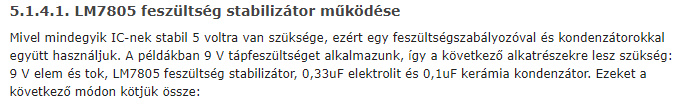 5.1.4.1. LM7805 feszültség stabilizátor működése
Mivel mindegyik IC-nek stabil 5 voltra van szüksége, ezért egy feszültségszabályozóval és kondenzátorokkal
együtt használjuk. A példákban 9 V tápfeszültséget alkalmazunk, így a következő alkatrészekre lesz szükség:
9 V elem és tok, LM7805 feszültség stabilizátor, 0,33uF elektrolit és 0,1uF kerámia kondenzátor. Ezeket a
következő módon kötjük össze: